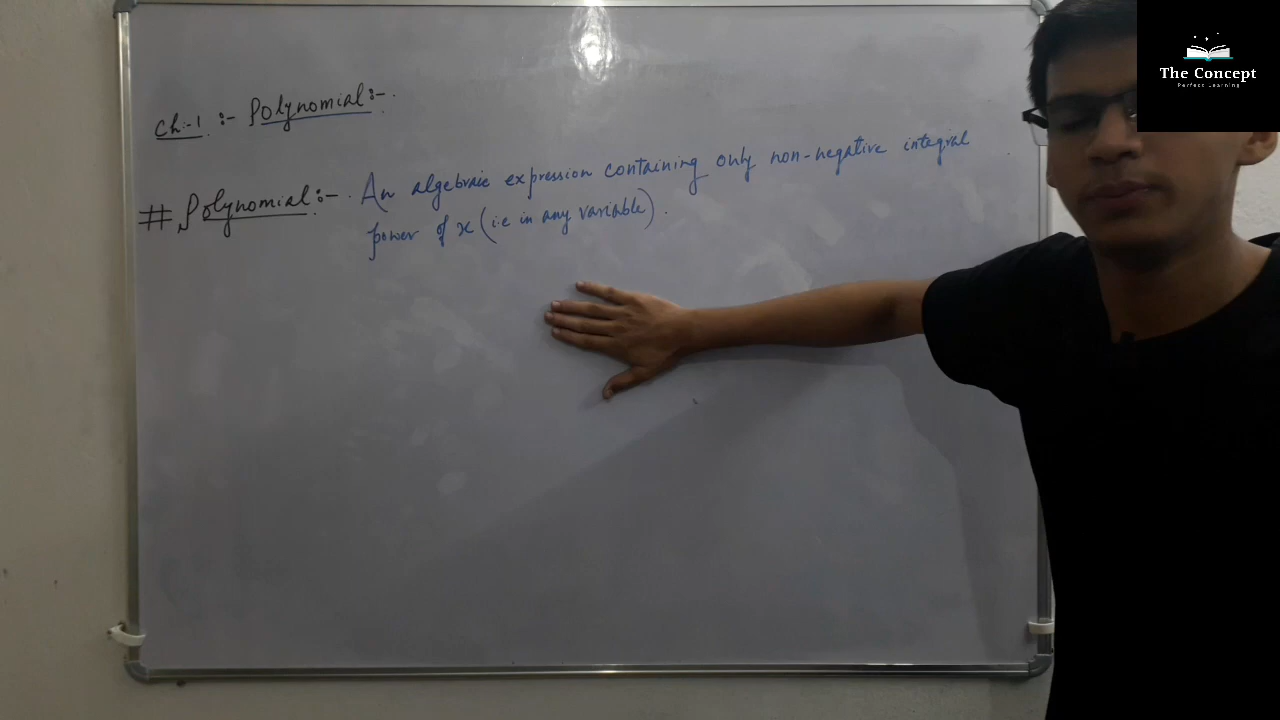 Ch:-1 :- Polynomial:-.
# Polynomial:-. An algebraic expression containing only non-negative integral
power of x (i.e in any variable).
The Concept
Perfect Learning